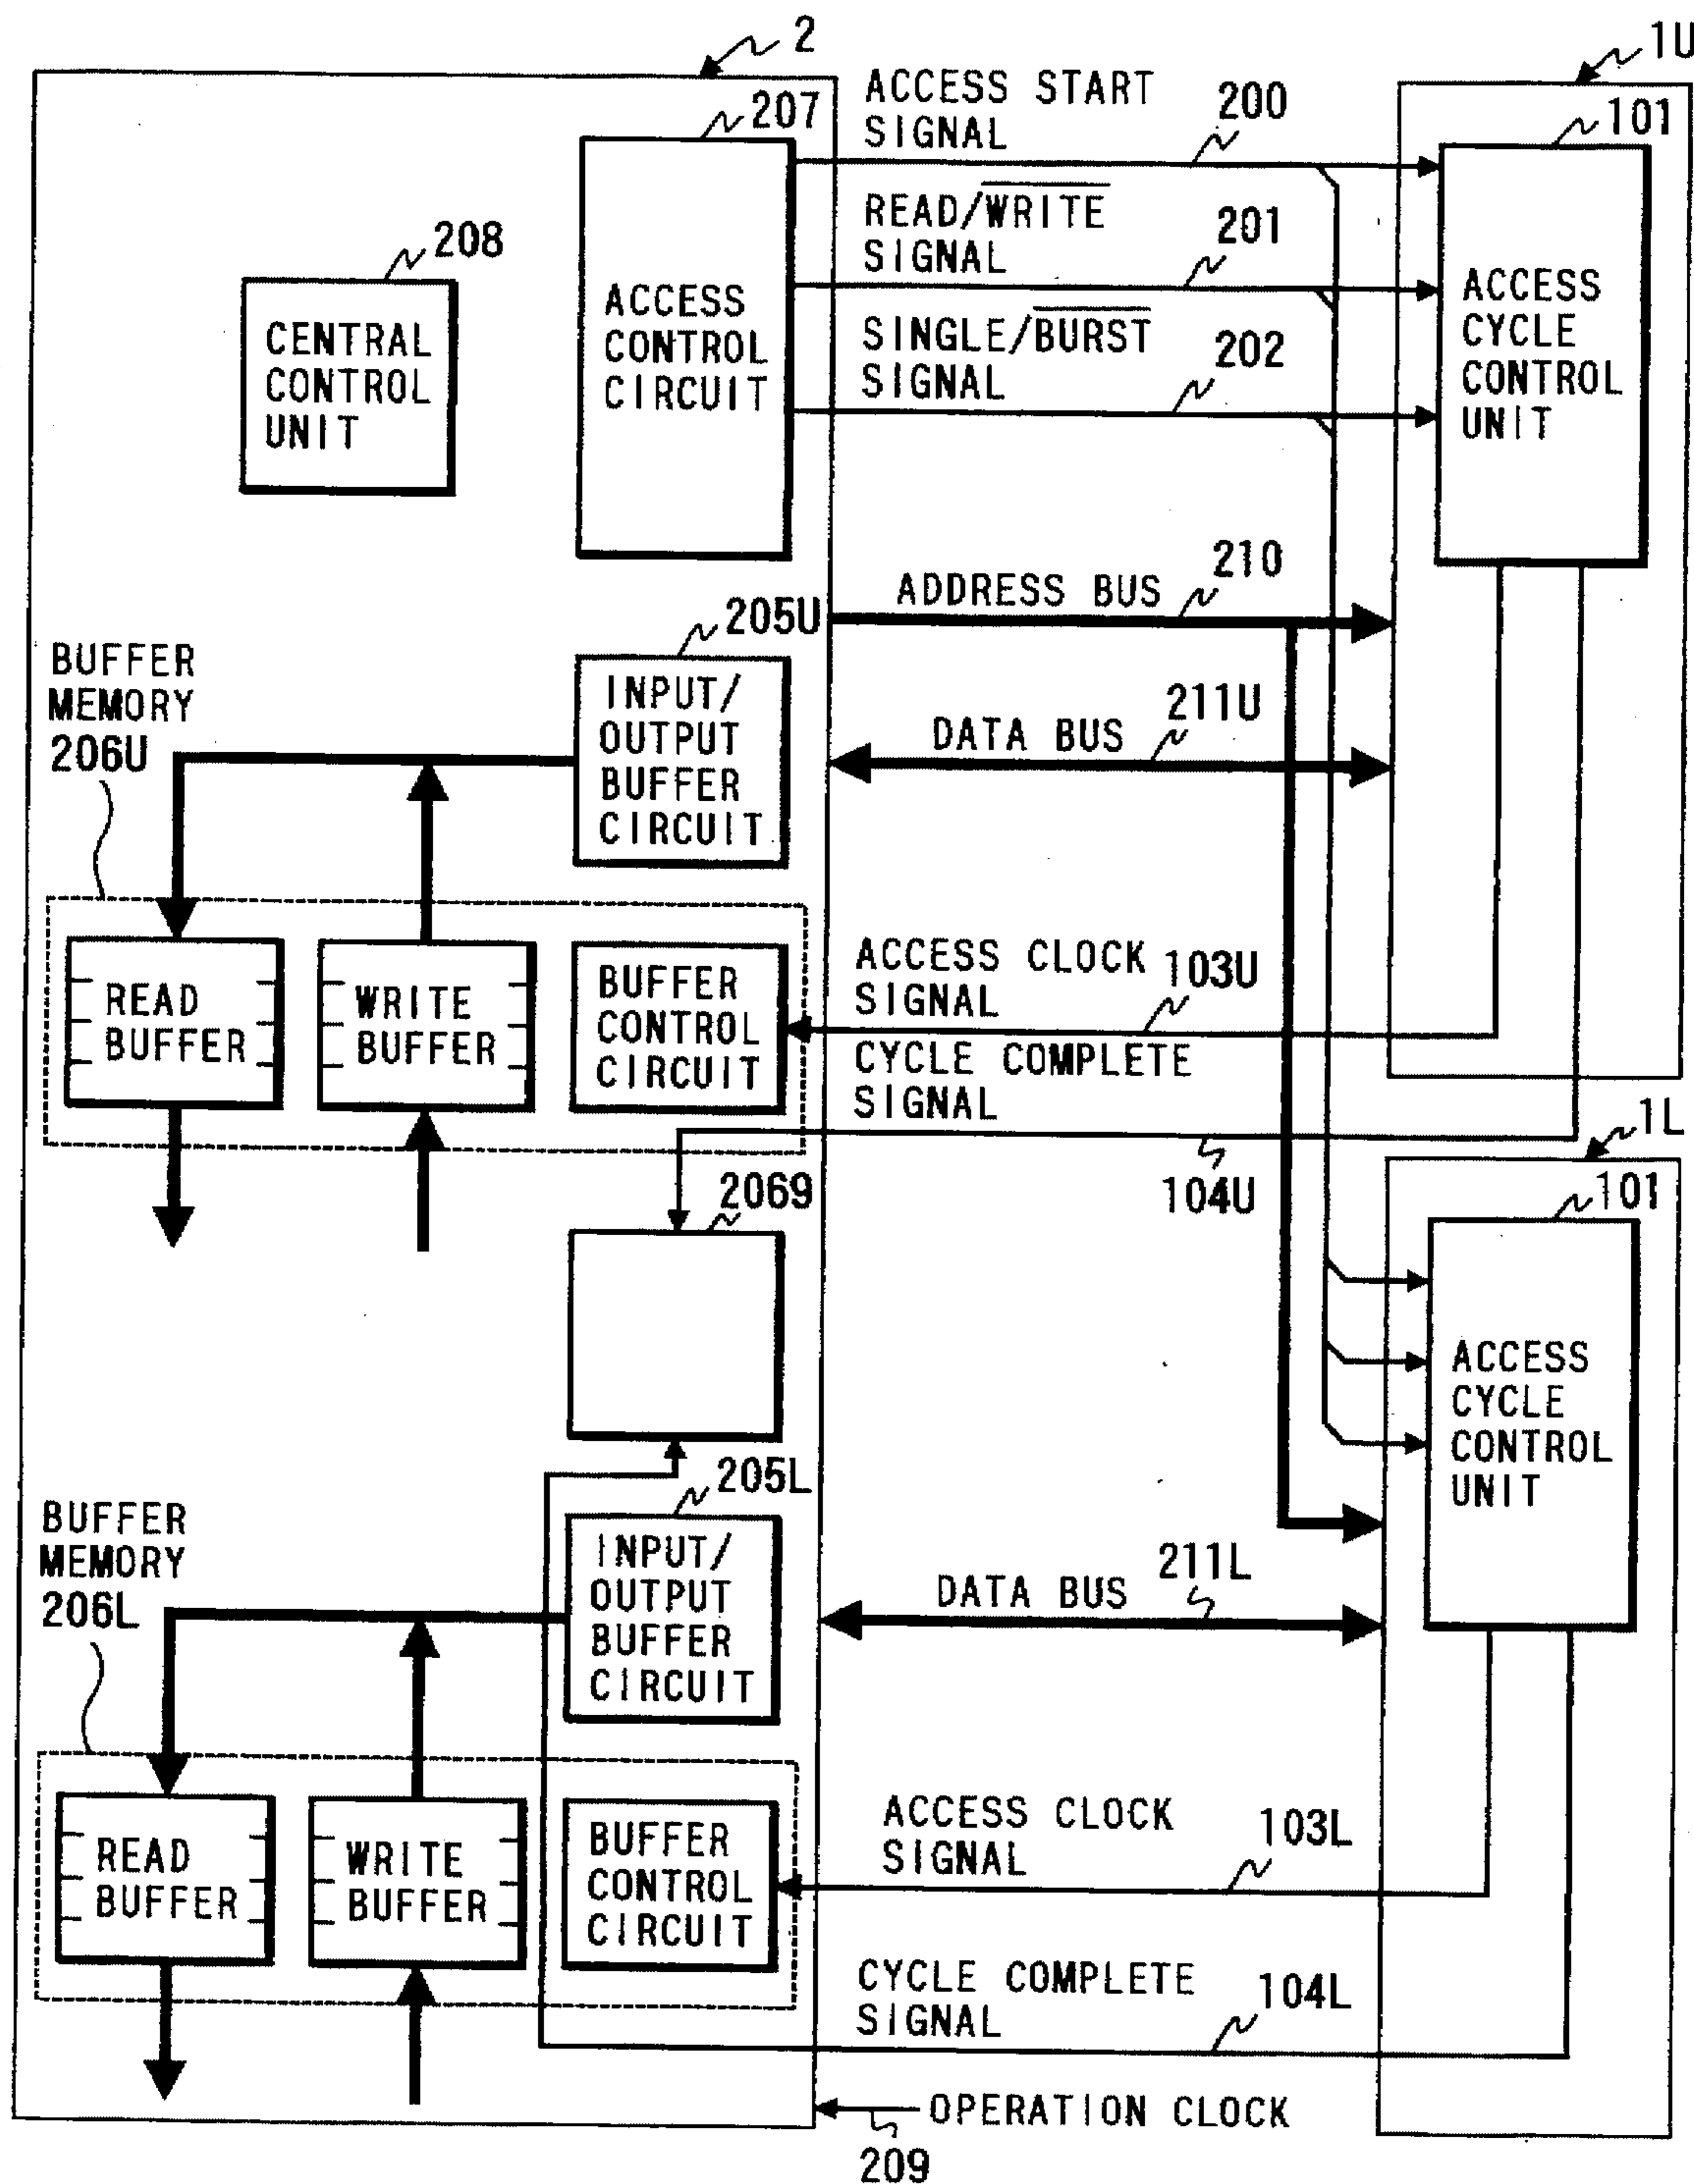 2
1U
ACCESS START
SIGNAL
200
207
101
READ/WRITE
SIGNAL
201
208
CENTRAL
CONTROL
UNIT
ACCESS
CONTROL
CIRCUIT
SINGLE/BURST
SIGNAL
202
ACCESS
CYCLE
CONTROL
UNIT
ADDRESS BUS
210
205U
BUFFER
MEMORY
206U
INPUT/
OUTPUT
BUFFER
CIRCUIT
DATA BUS
211U
READ
BUFFER
WRITE
BUFFER
BUFFER
CONTROL
CIRCUIT
ACCESS CLOCK
SIGNAL
103U
CYCLE COMPLETE
SIGNAL
104U
1L
2069
101
ACCESS
CYCLE
CONTROL
UNIT
205L
BUFFER
MEMORY
206L
INPUT/
OUTPUT
BUFFER
CIRCUIT
DATA BUS
211L
READ
BUFFER
WRITE
BUFFER
BUFFER
CONTROL
CIRCUIT
ACCESS CLOCK
SIGNAL
103L
CYCLE COMPLETE
SIGNAL
104L
OPERATION CLOCK
209